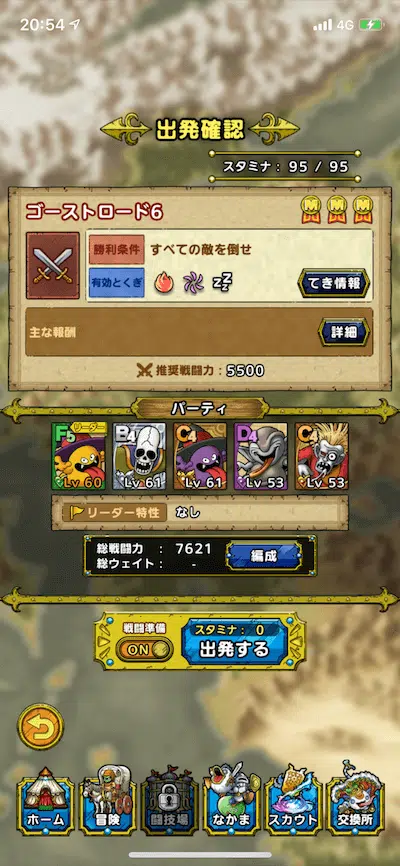 20:54
4G
出発確認
スタミナ : 95 / 95
ゴーストロード6
M M M
勝利条件 すべての敵を倒せ
有効とくぎ ZZZ てき情報
主な報酬 詳細
推奨戦闘力 : 5500
パーティ
F5 リーダー B4 C4 D4 C4
Lv 60 Lv 61 Lv 61 Lv 53 Lv 53
リーダー特性 なし
総戦闘力 : 7621
総ウェイト : -
編成
戦闘準備
ON
スタミナ : 0
出発する
ホーム 冒険 闘技場 なかま スカウト 交換所